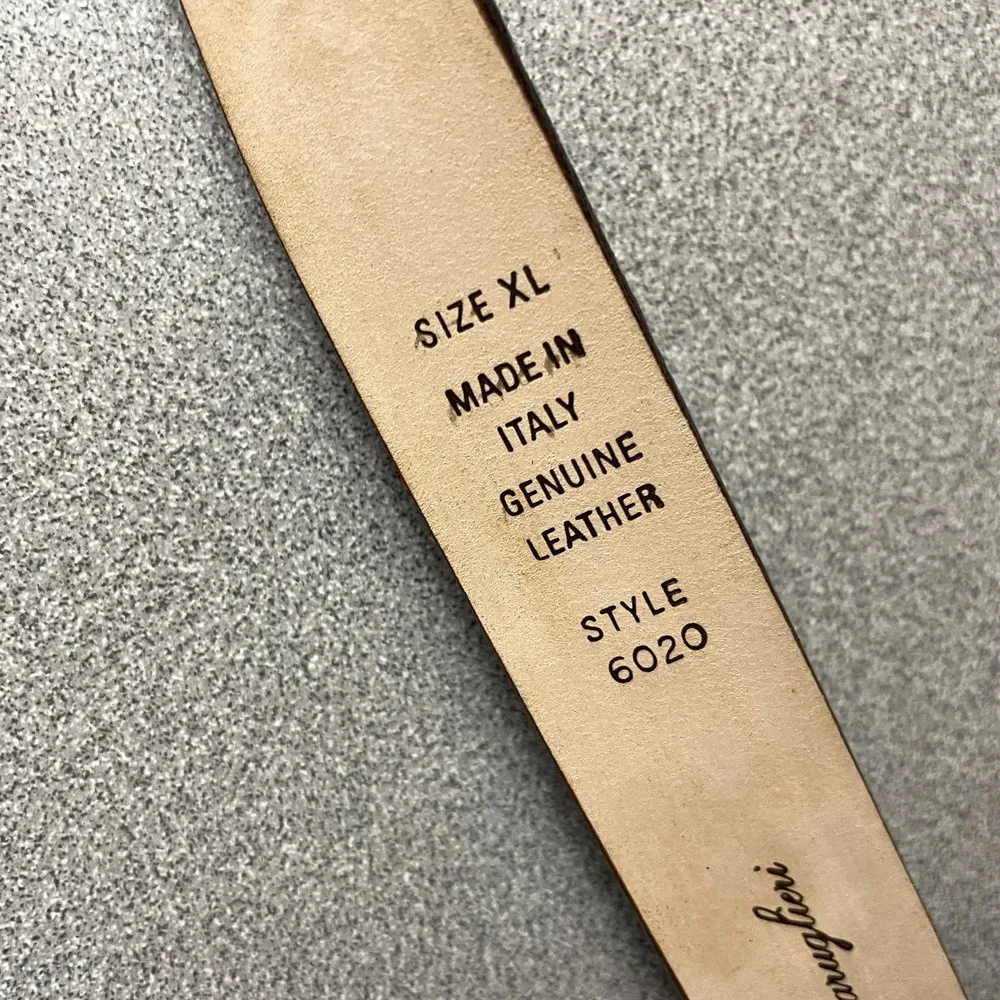 SIZE XL
MADE IN
ITALY
GENUINE
LEATHER
STYLE
6020